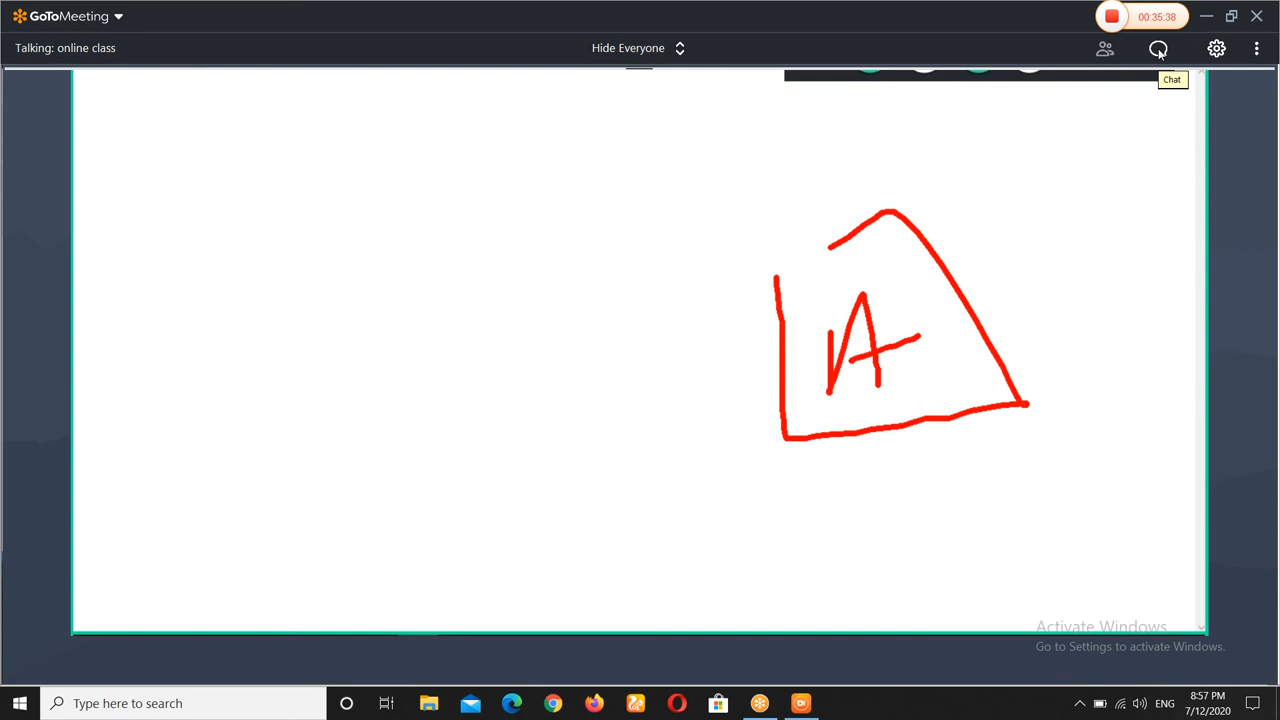 GoToMeeting
00:35:38
Talking: online class
Hide Everyone
Chat
A
Activate Windows
Go to Settings to activate Windows.
Type here to search
ENG
8:57 PM
7/12/2020